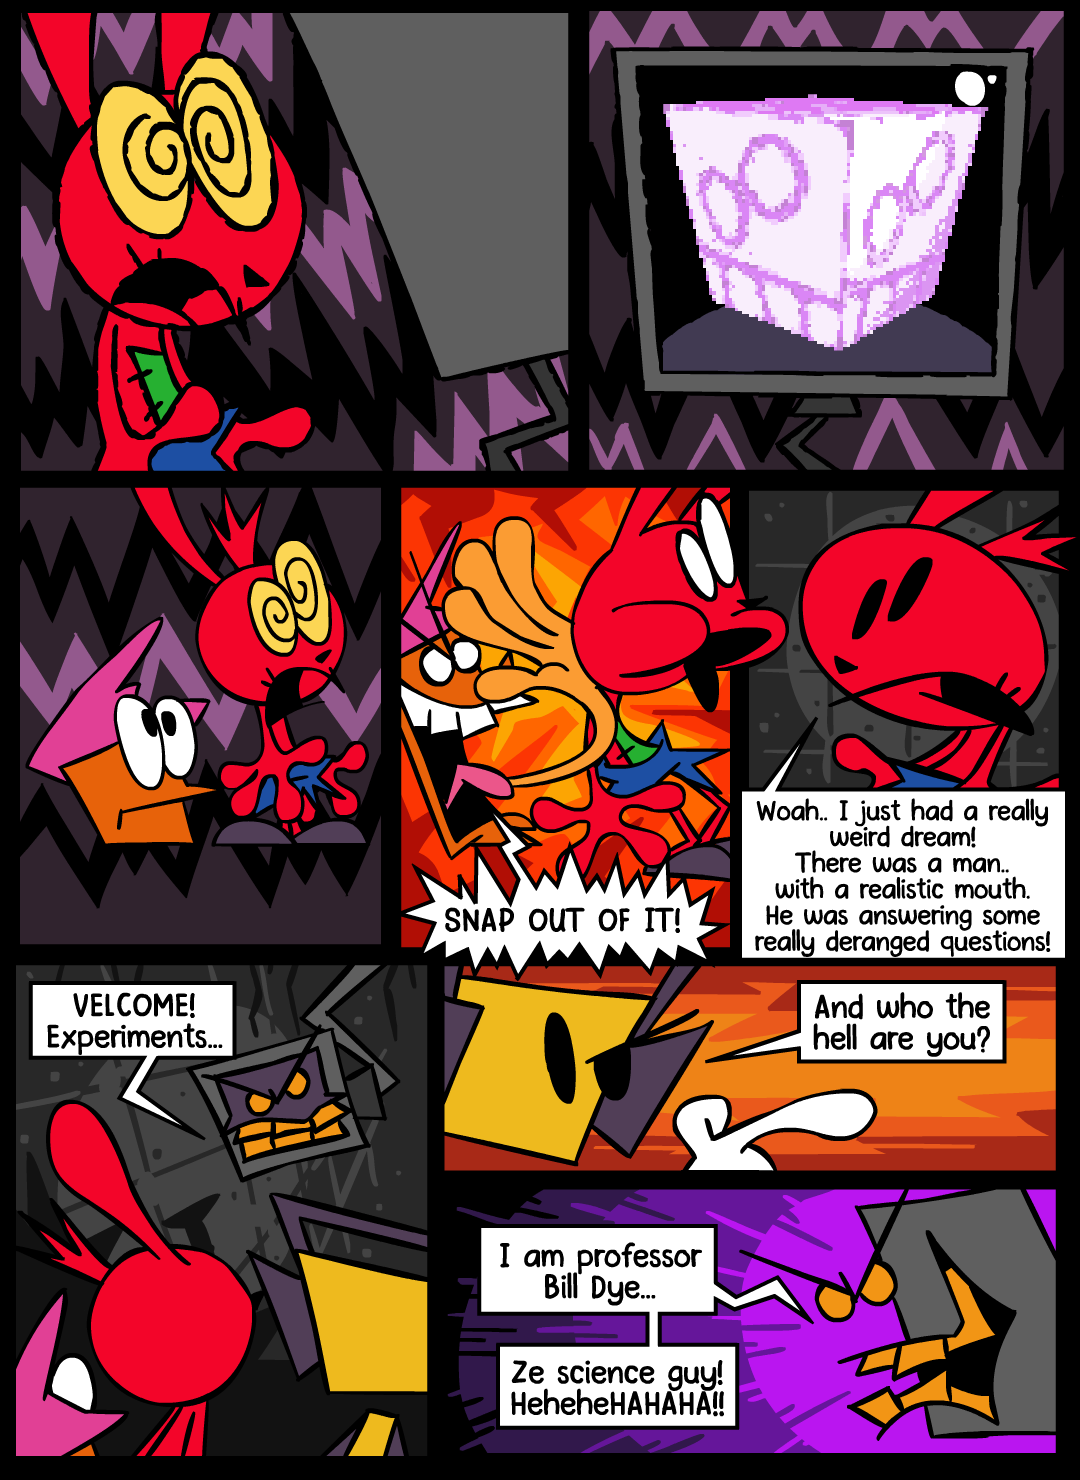 SNAP OUT OF IT!
Woah.. I just had a really
weird dream!
There was a man..
with a realistic mouth.
He was answering some
really deranged questions!
VELCOME!
Experiments...
And who the
hell are you?
I am professor
Bill Dye...
Ze science guy!
HeheheHAHAHA!!